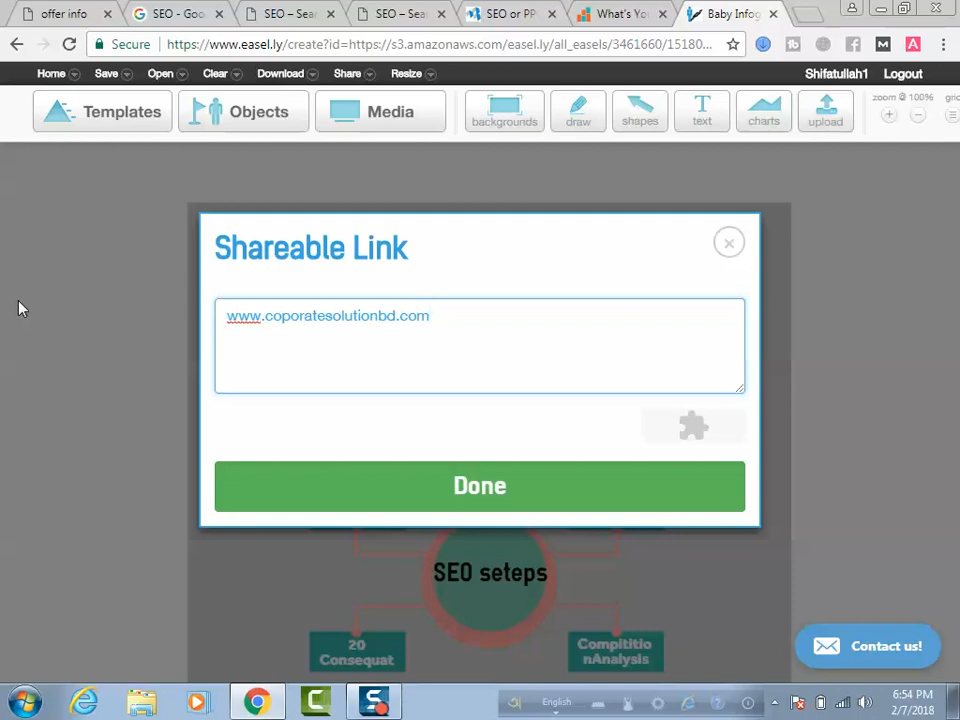 offer info
SEO - Goo
SEO – Sear
SEO – Sear
SEO or PP
What's You
Baby Infog
Secure
https://www.easel.ly/create?id=https://s3.amazonaws.com/easel.ly/all_easels/3461660/15180...
Home
Save
Open
Clear
Download
Share
Resize
Shifatullah1
Logout
Templates
Objects
Media
backgrounds
draw
shapes
text
charts
upload
zoom @ 100%
grid
Shareable Link
www.coporatesolutionbd.com
Done
SEO seteps
20
Consequat
Compititio
nAnalysis
Contact us!
English
6:54 PM
2/7/2018